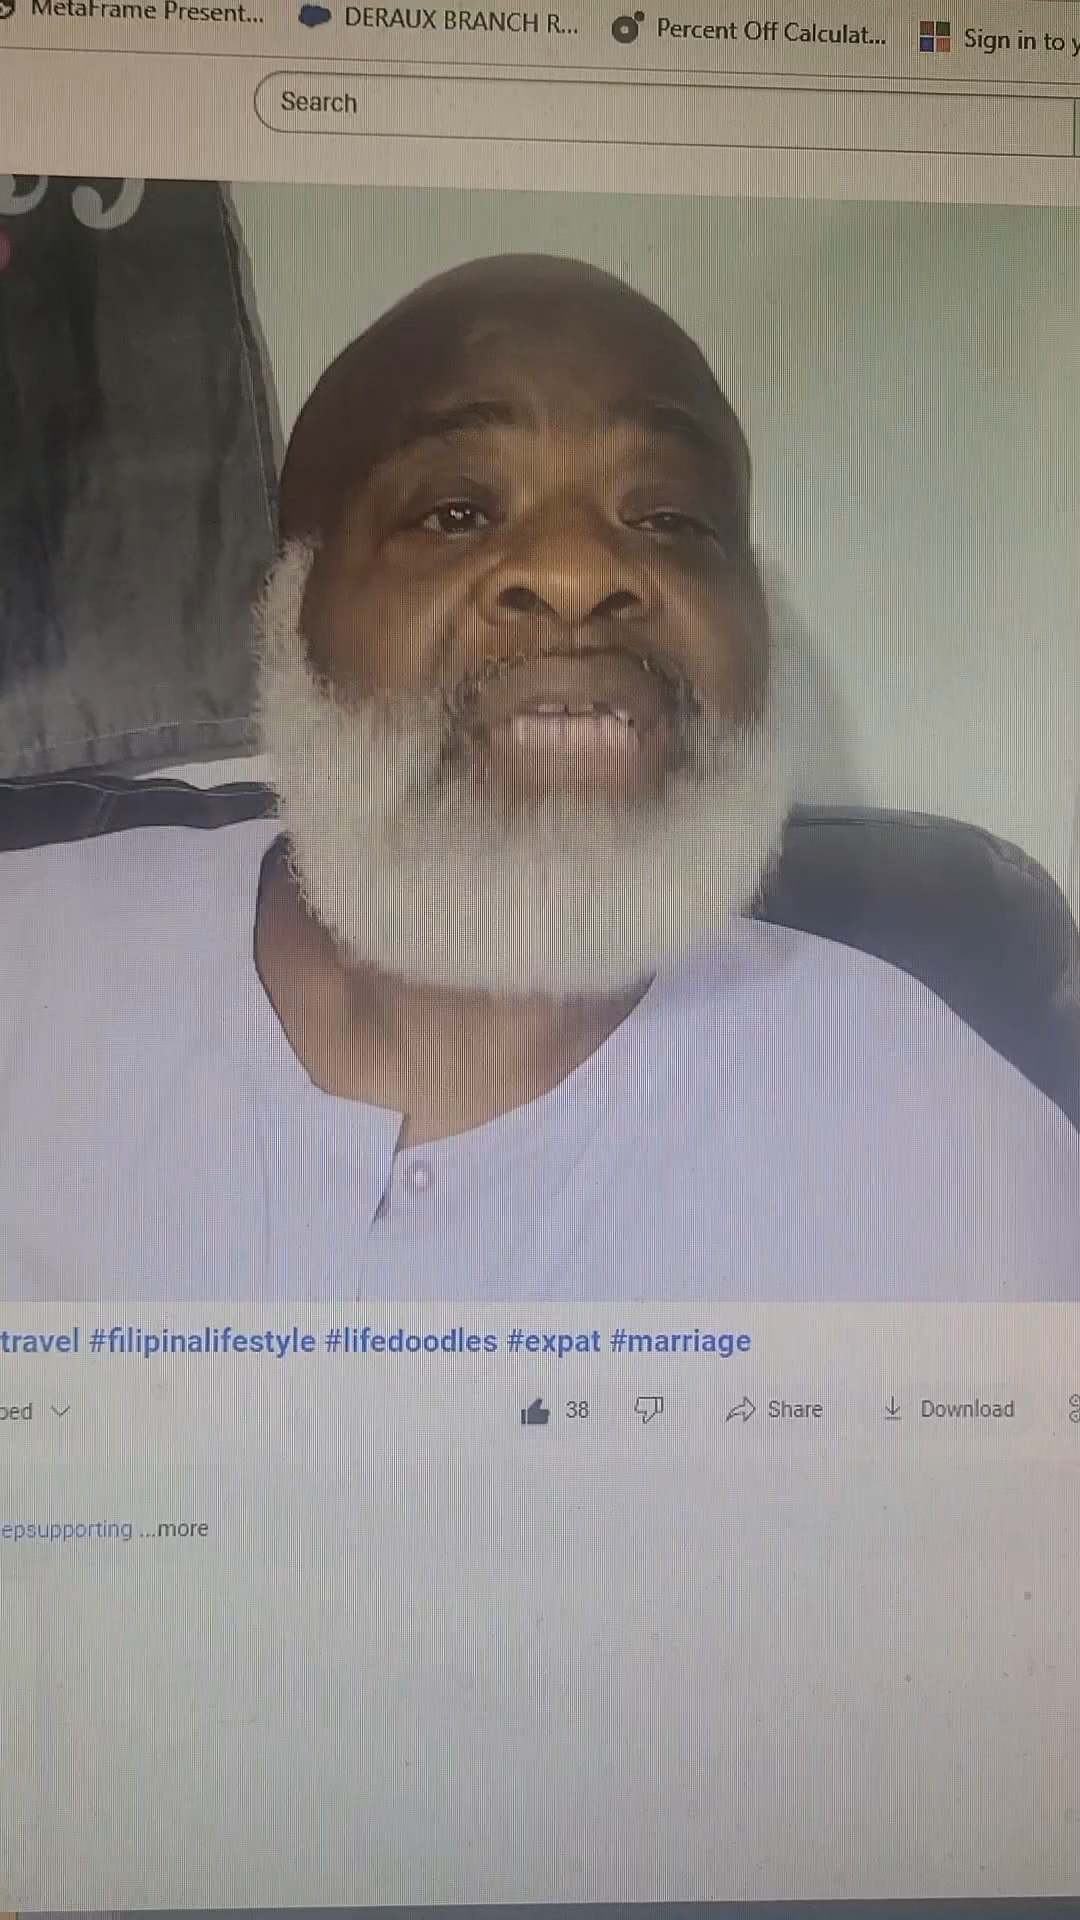 MetaFrame Present... DERAUX BRANCH R... Percent Off Calculat... Sign in to y
Search
travel #filipinalifestyle #lifedoodles #expat #marriage
bed 38 Share Download
epsupporting ...more